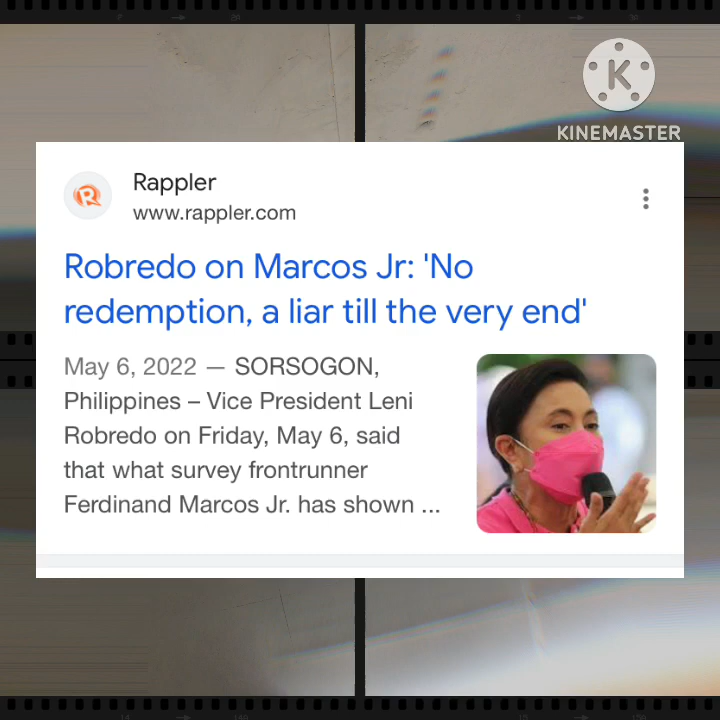 K
KINEMASTER
R
Rappler
www.rappler.com
Robredo on Marcos Jr: 'No
redemption, a liar till the very end'
May 6, 2022 — SORSOGON,
Philippines – Vice President Leni
Robredo on Friday, May 6, said
that what survey frontrunner
Ferdinand Marcos Jr. has shown ...